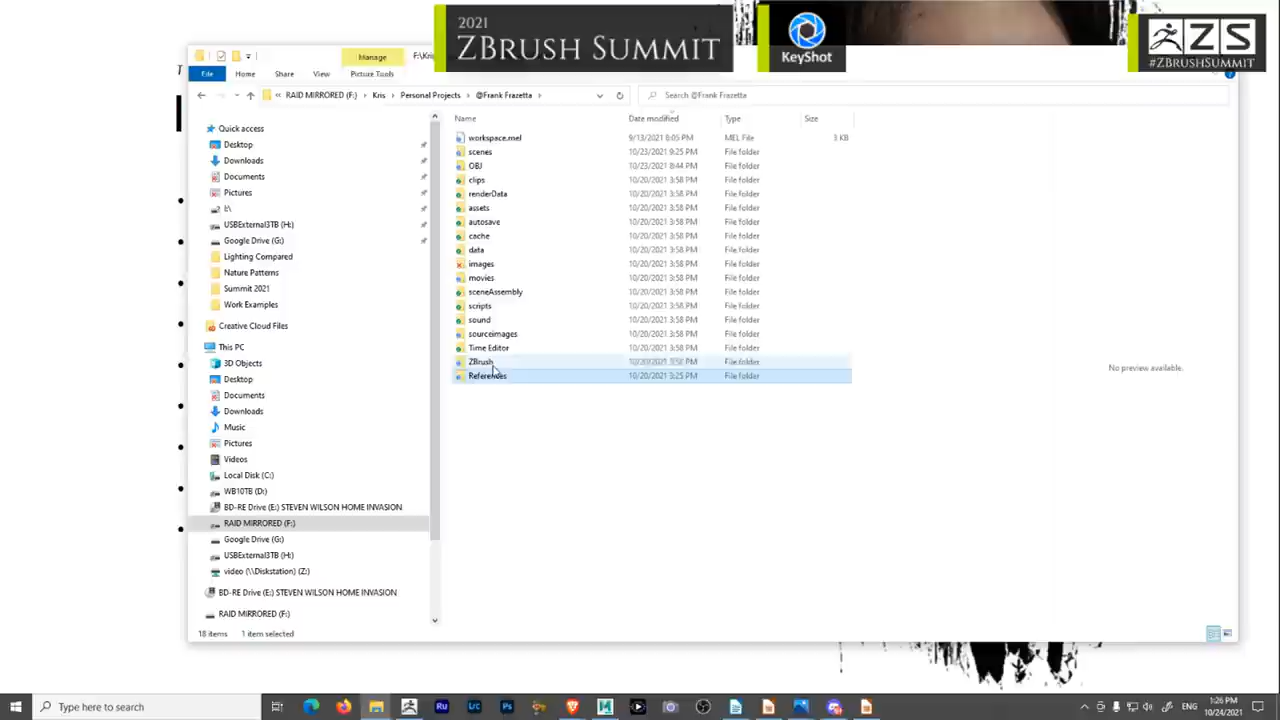 2021
ZBRUSH SUMMIT
KeyShot
ZS
#ZBRUSHSUMMIT
Manage
F:\Kris
File
Home
Share
View
Picture Tools
« RAID MIRRORED (F:) > Kris > Personal Projects > @Frank Frazetta >
Search @Frank Frazetta
Name Date modified Type Size
workspace.mel 9/13/2021 6:05 PM MEL File 3 KB
scenes 10/23/2021 9:25 PM File folder
OBJ 10/23/2021 8:44 PM File folder
clips 10/20/2021 3:58 PM File folder
renderData 10/20/2021 3:58 PM File folder
assets 10/20/2021 3:58 PM File folder
autosave 10/20/2021 3:58 PM File folder
cache 10/20/2021 3:58 PM File folder
data 10/20/2021 3:58 PM File folder
images 10/20/2021 3:58 PM File folder
movies 10/20/2021 3:58 PM File folder
sceneAssembly 10/20/2021 3:58 PM File folder
scripts 10/20/2021 3:58 PM File folder
sound 10/20/2021 3:58 PM File folder
sourceimages 10/20/2021 3:58 PM File folder
Time Editor 10/20/2021 3:58 PM File folder
ZBrush File folder
References 10/20/2021 3:25 PM File folder
Quick access
Desktop
Downloads
Documents
Pictures
I:\
USBExternal3TB (H:)
Google Drive (G:)
Lighting Compared
Nature Patterns
Summit 2021
Work Examples
Creative Cloud Files
This PC
3D Objects
Desktop
Documents
Downloads
Music
Pictures
Videos
Local Disk (C:)
WB10TB (D:)
BD-RE Drive (E:) STEVEN WILSON HOME INVASION
RAID MIRRORED (F:)
Google Drive (G:)
USBExternal3TB (H:)
video (\\Diskstation) (Z:)
BD-RE Drive (E:) STEVEN WILSON HOME INVASION
RAID MIRRORED (F:)
No preview available.
18 items 1 item selected
Type here to search
Ru
Lrc
Ps
ENG
1:26 PM
10/24/2021